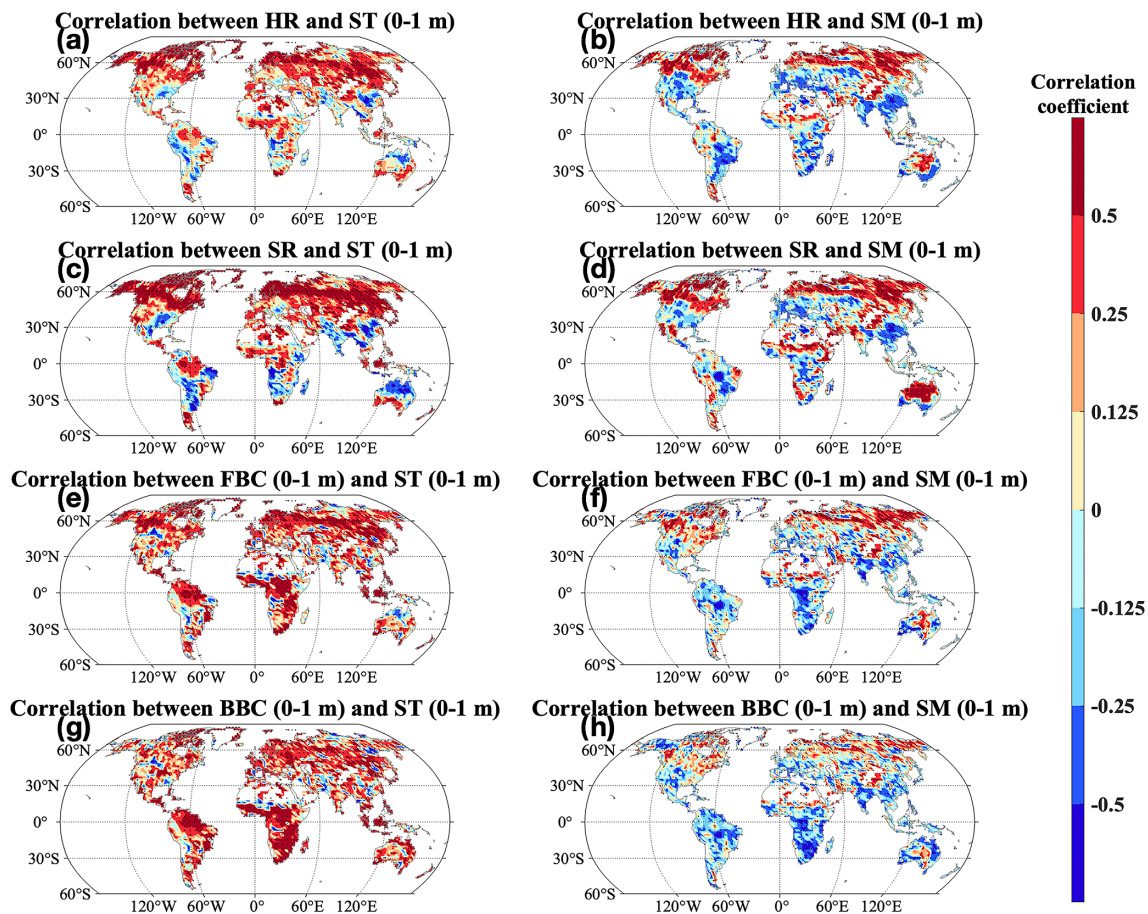 Correlation between HR and ST (0-1 m)
(a)
60°N
30°N
0°
30°S
60°S
120°W 60°W 0° 60°E 120°E
Correlation between HR and SM (0-1 m)
(b)
60°N
30°N
0°
30°S
60°S
120°W 60°W 0° 60°E 120°E
Correlation between SR and ST (0-1 m)
(c)
60°N
30°N
0°
30°S
60°S
120°W 60°W 0° 60°E 120°E
Correlation between SR and SM (0-1 m)
(d)
60°N
30°N
0°
30°S
60°S
120°W 60°W 0° 60°E 120°E
Correlation between FBC (0-1 m) and ST (0-1 m)
(e)
60°N
30°N
0°
30°S
60°S
120°W 60°W 0° 60°E 120°E
Correlation between FBC (0-1 m) and SM (0-1 m)
(f)
60°N
30°N
0°
30°S
60°S
120°W 60°W 0° 60°E 120°E
Correlation between BBC (0-1 m) and ST (0-1 m)
(g)
60°N
30°N
0°
30°S
60°S
120°W 60°W 0° 60°E 120°E
Correlation between BBC (0-1 m) and SM (0-1 m)
(h)
60°N
30°N
0°
30°S
60°S
120°W 60°W 0° 60°E 120°E
Correlation
coefficient
0.5
0.25
0.125
0
-0.125
-0.25
-0.5